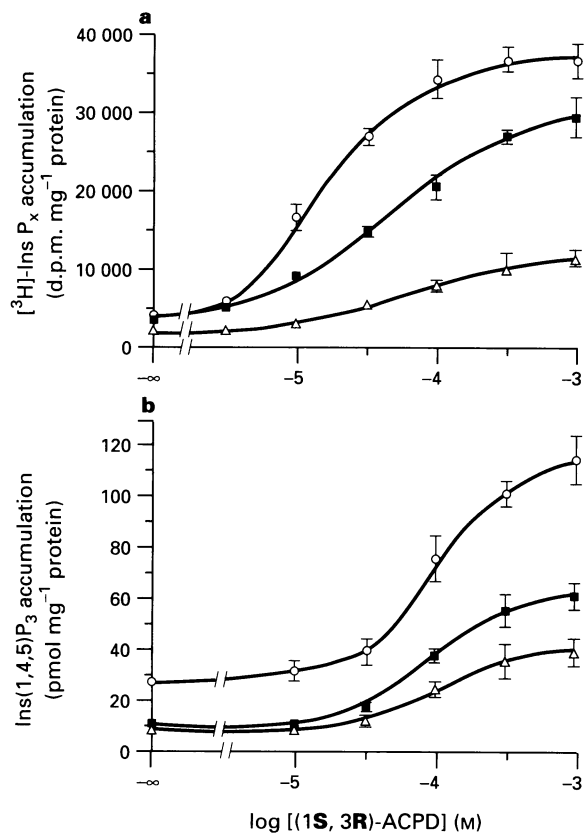 a
40 000
30 000
20 000
10 000
0
[³H]-Ins Pₓ accumulation
(d.p.m. mg⁻¹ protein)
−∞
−5
−4
−3
b
120
100
80
60
40
20
0
Ins(1,4,5)P₃ accumulation
(pmol mg⁻¹ protein)
−∞
−5
−4
−3
log [(1S, 3R)-ACPD] (M)